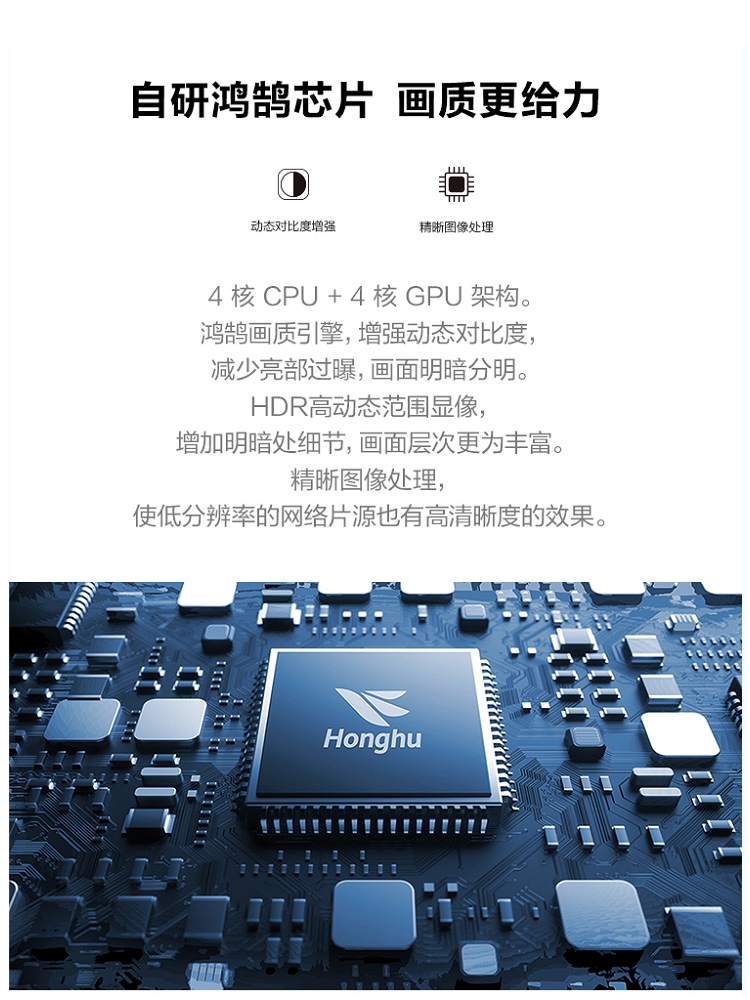 自研鸿鹄芯片 画质更给力
动态对比度增强
精晰图像处理
4 核 CPU + 4 核 GPU 架构。
鸿鹄画质引擎, 增强动态对比度,
减少亮部过曝, 画面明暗分明。
HDR高动态范围显像,
增加明暗处细节, 画面层次更为丰富。
精晰图像处理,
使低分辨率的网络片源也有高清晰度的效果。
Honghu